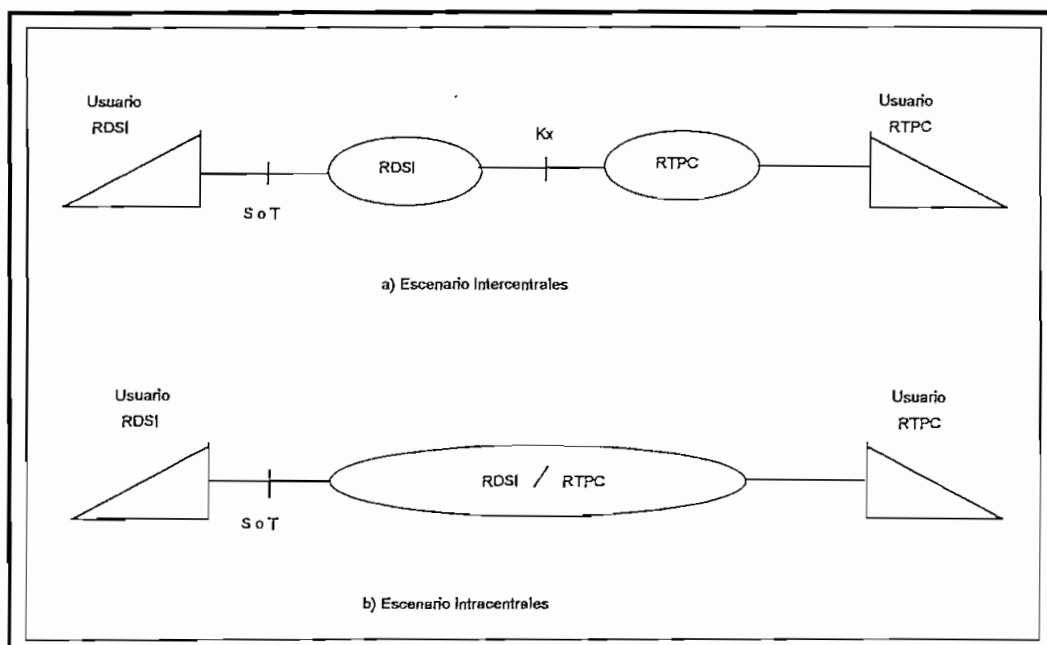 Usuario
RDSI
Usuario
RTPC
Kx
RDSI
RTPC
S o T
a) Escenario Intercentrales
Usuario
RDSI
Usuario
RTPC
RDSI / RTPC
S o T
b) Escenario Intracentrales